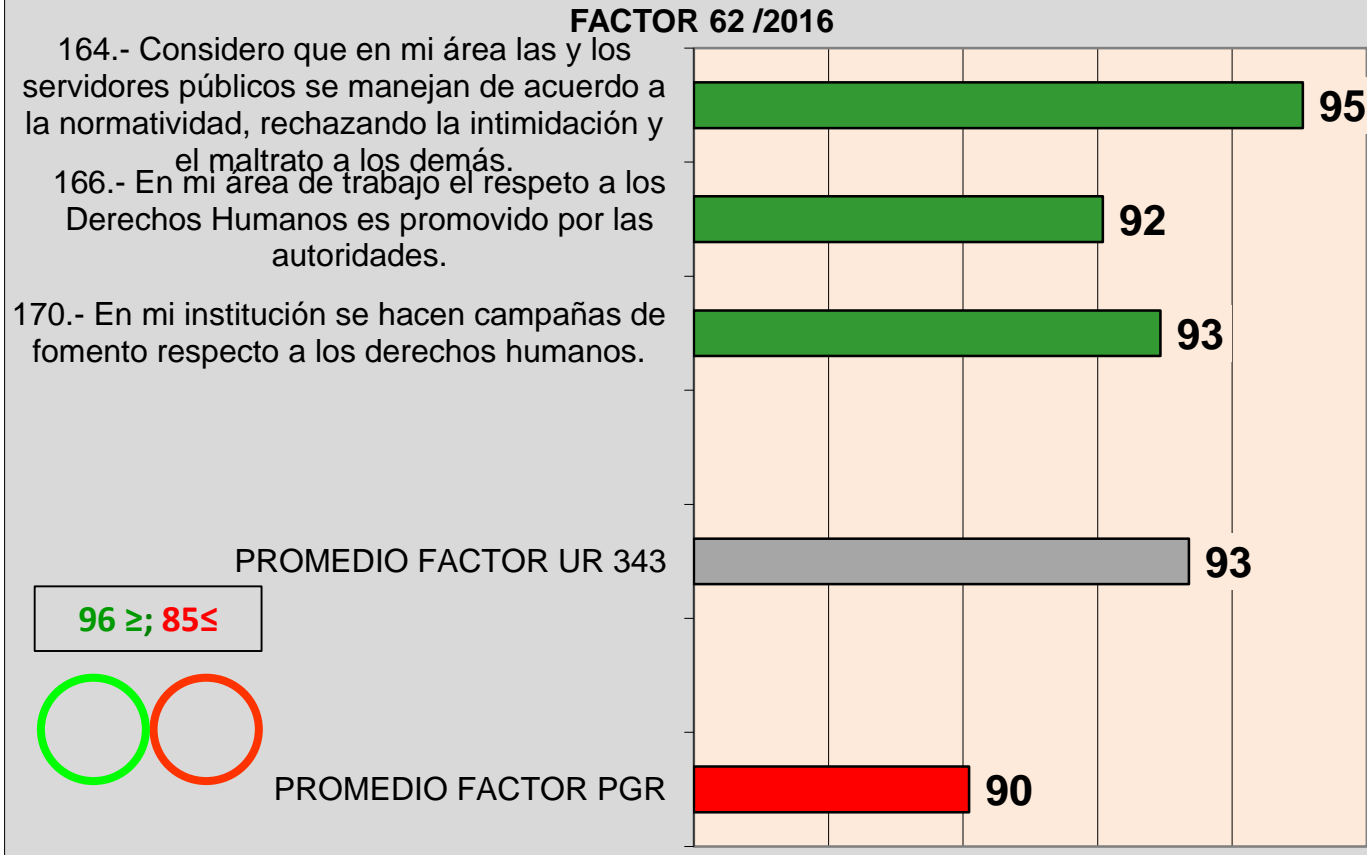 FACTOR 62 /2016
164.- Considero que en mi área las y los
servidores públicos se manejan de acuerdo a
la normatividad, rechazando la intimidación y
el maltrato a los demás.
95
166.- En mi área de trabajo el respeto a los
Derechos Humanos es promovido por las
autoridades.
92
170.- En mi institución se hacen campañas de
fomento respecto a los derechos humanos.
93
PROMEDIO FACTOR UR 343
93
96 ≥; 85≤
PROMEDIO FACTOR PGR
90